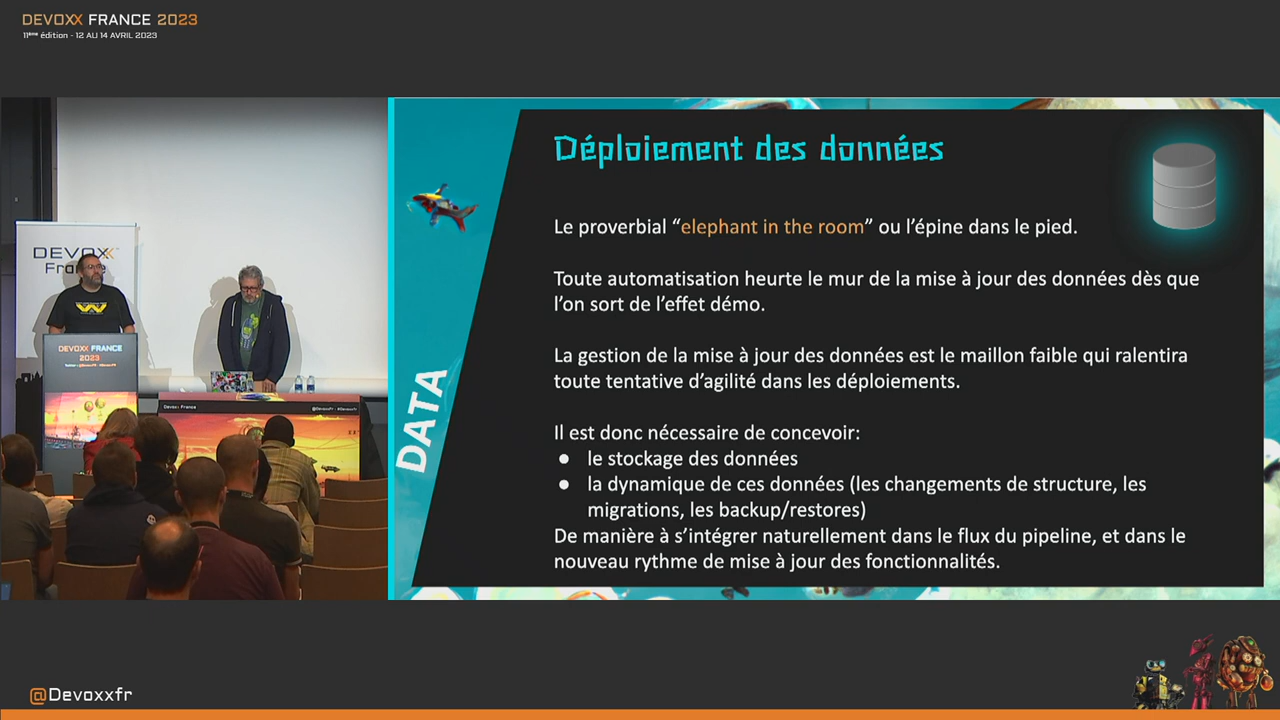 DEVOXX FRANCE 2023
11ème édition - 12 AU 14 AVRIL 2023
DEVOXX
France
DEVOXX FRANCE
2023
Devoxx France
@DevoxxFR
DATA
Déploiement des données
Le proverbial “elephant in the room” ou l’épine dans le pied.
Toute automatisation heurte le mur de la mise à jour des données dès que
l’on sort de l’effet démo.
La gestion de la mise à jour des données est le maillon faible qui ralentira
toute tentative d’agilité dans les déploiements.
Il est donc nécessaire de concevoir:
● le stockage des données
● la dynamique de ces données (les changements de structure, les
migrations, les backup/restores)
De manière à s’intégrer naturellement dans le flux du pipeline, et dans le
nouveau rythme de mise à jour des fonctionnalités.
@Devoxxfr